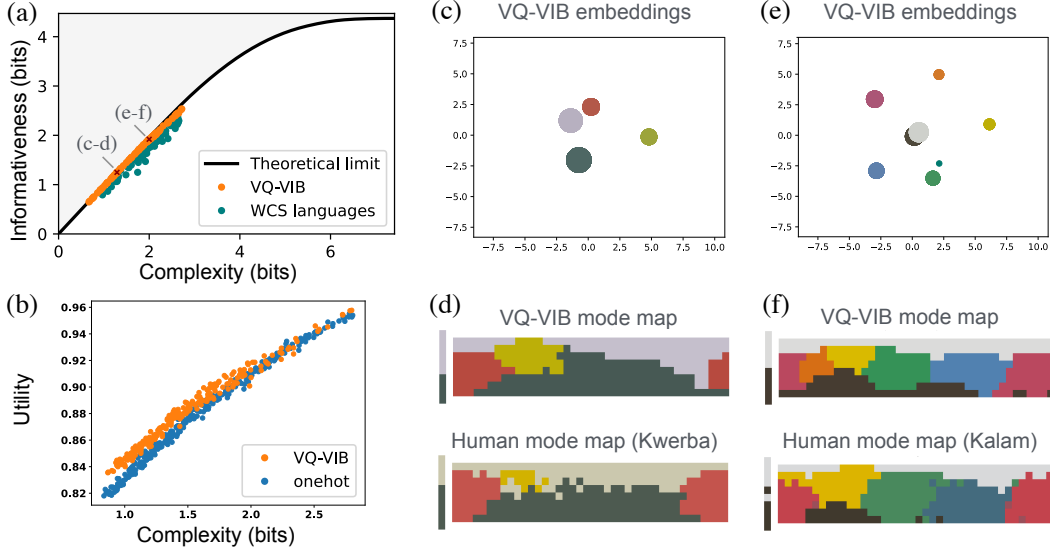 (a)
Informativeness (bits)
4
3
2
1
0
(e-f)
(c-d)
Theoretical limit
VQ-VIB
WCS languages
0
2
4
6
Complexity (bits)
(b)
Utility
0.96
0.94
0.92
0.90
0.88
0.86
0.84
0.82
VQ-VIB
onehot
1.0
1.5
2.0
2.5
Complexity (bits)
(c)
VQ-VIB embeddings
7.5
5.0
2.5
0.0
−2.5
−5.0
−7.5
−7.5
−5.0
−2.5
0.0
2.5
5.0
7.5
10.0
(d)
VQ-VIB mode map
Human mode map (Kwerba)
(e)
VQ-VIB embeddings
7.5
5.0
2.5
0.0
−2.5
−5.0
−7.5
−7.5
−5.0
−2.5
0.0
2.5
5.0
7.5
10.0
(f)
VQ-VIB mode map
Human mode map (Kalam)